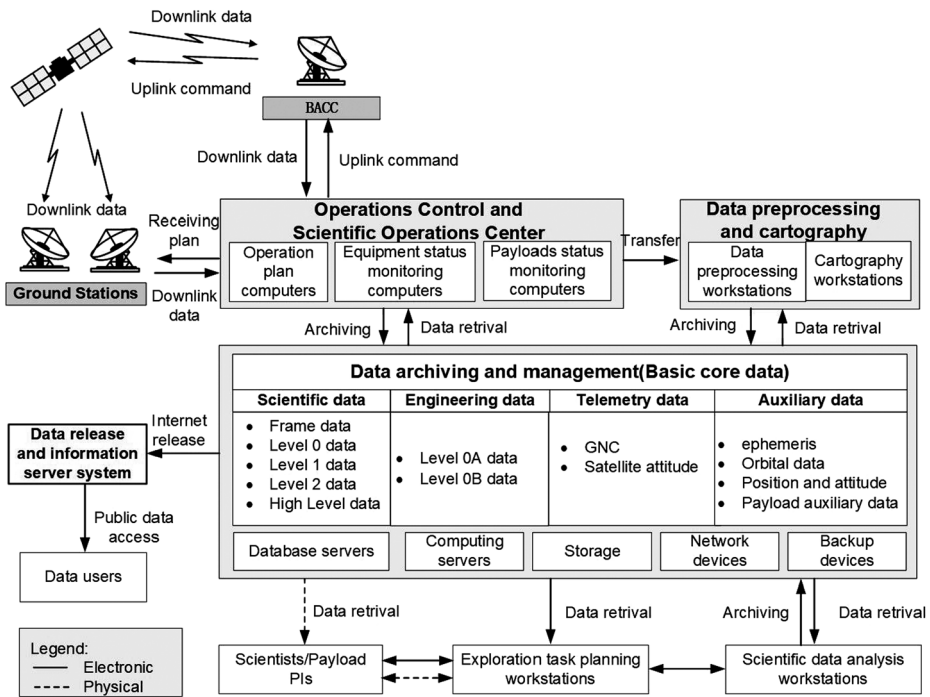 Downlink data
Uplink command
BACC
Downlink data
Uplink command
Downlink data
Ground Stations
Receiving
plan
Downlink
data
Operations Control and
Scientific Operations Center
Operation
plan
computers
Equipment status
monitoring
computers
Payloads status
monitoring
computers
Transfer
Data preprocessing
and cartography
Data
preprocessing
workstations
Cartography
workstations
Archiving
Data retrival
Archiving
Data retrival
Data archiving and management(Basic core data)
Scientific data
• Frame data
• Level 0 data
• Level 1 data
• Level 2 data
• High Level data
Engineering data
• Level 0A data
• Level 0B data
Telemetry data
• GNC
• Satellite attitude
Auxiliary data
• ephemeris
• Orbital data
• Position and attitude
• Payload auxiliary data
Database servers
Computing
servers
Storage
Network
devices
Backup
devices
Internet
release
Data release
and information
server system
Public data
access
Data users
Data retrival
Data retrival
Archiving
Data retrival
Legend:
Electronic
Physical
Scientists/Payload
PIs
Exploration task planning
workstations
Scientific data analysis
workstations